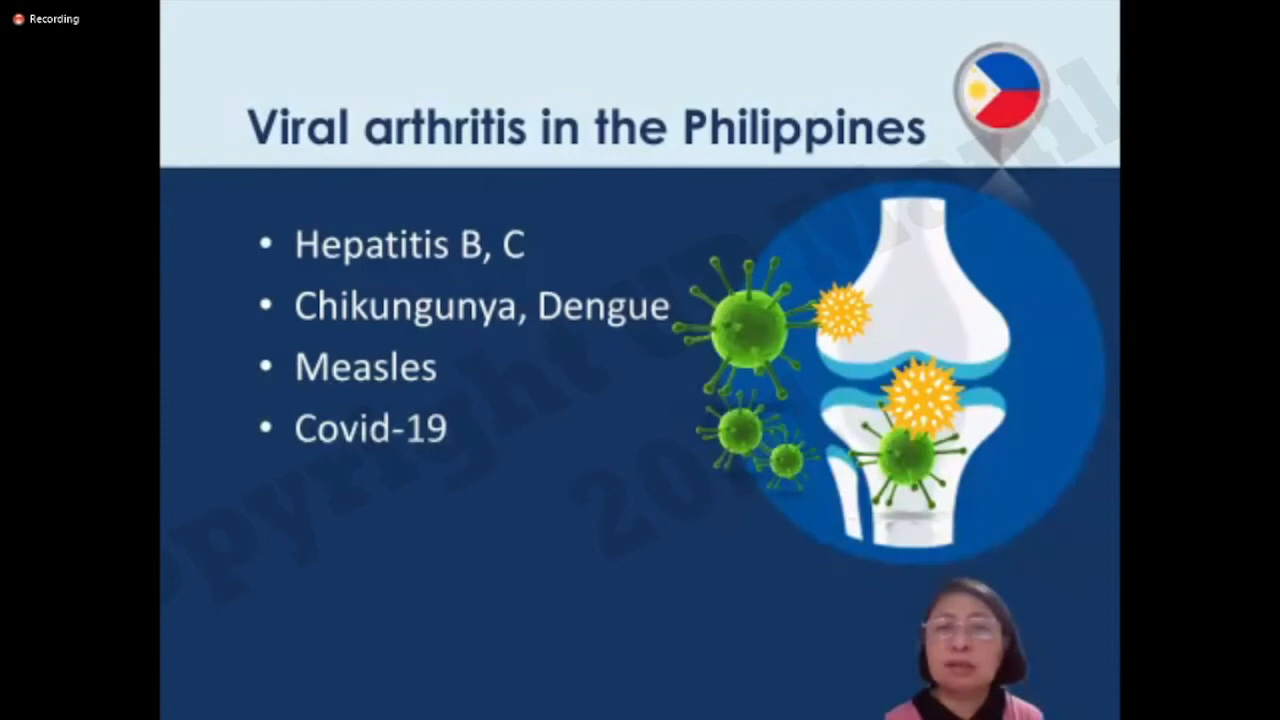 Recording
Viral arthritis in the Philippines
• Hepatitis B, C
• Chikungunya, Dengue
• Measles
• Covid-19